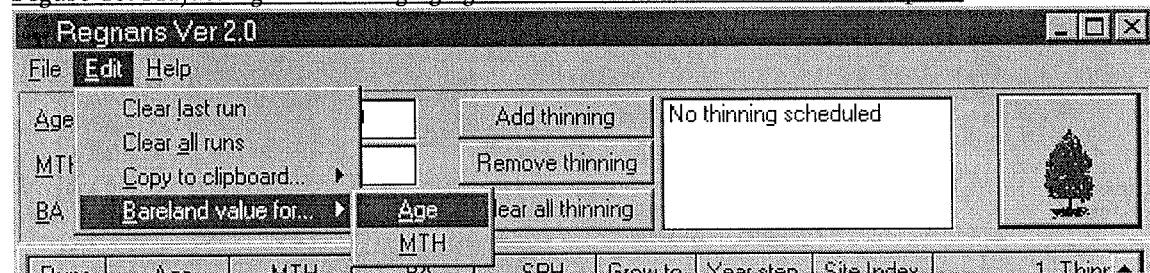 Regnans Ver 2.0
File Edit Help
Clear last run
Clear all runs
Copy to clipboard...
Bareland value for...
Age
MTH
Age
BA
Add thinning
Remove thinning
lear all thinning
No thinning scheduled
Age MTH BA SPH Grow to Year step Site Index 1. Thinr